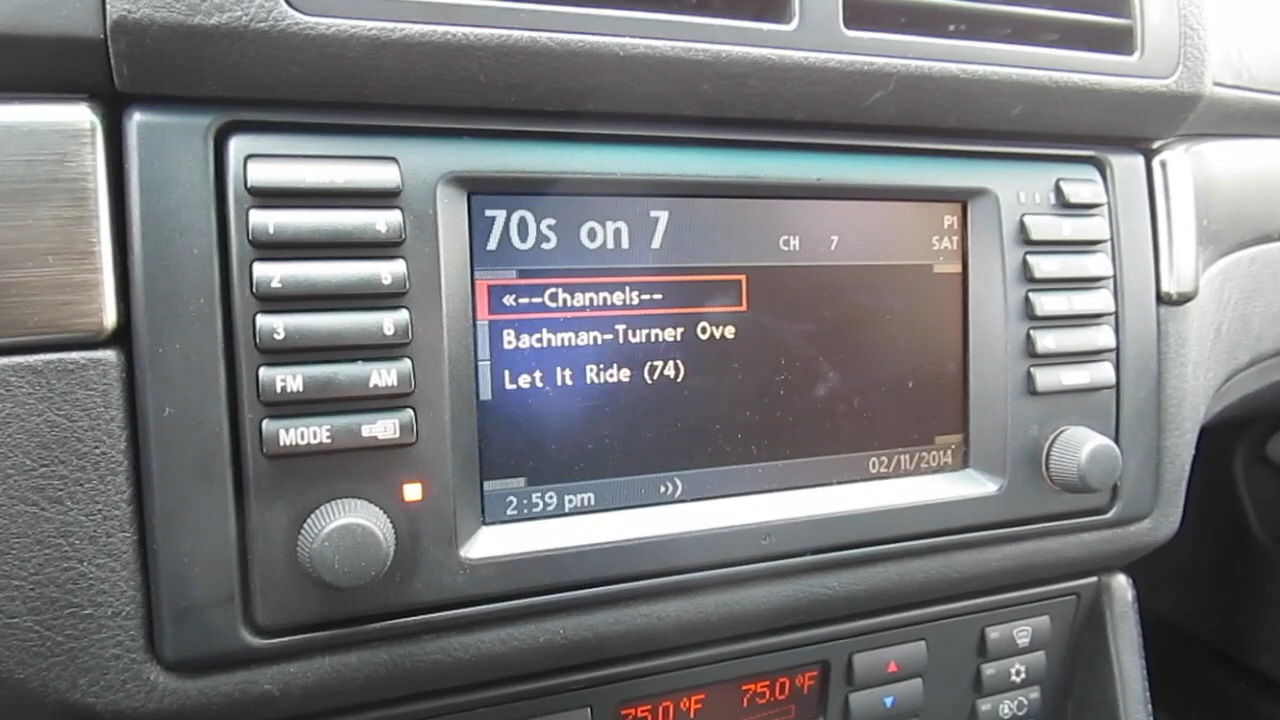 70s on 7
CH 7
P1
SAT
«--Channels--
Bachman-Turner Ove
Let It Ride (74)
2:59 pm
02/11/2014
1 4
2 5
3 6
FM AM
MODE
75.0 °F
75.0 °F